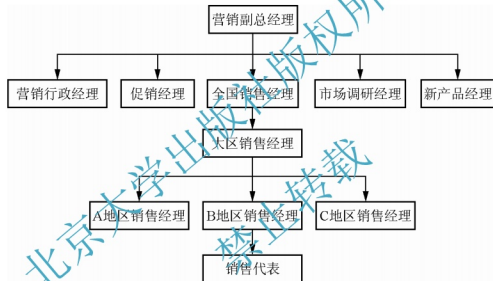 营销副总经理
营销行政经理
促销经理
全国销售经理
市场调研经理
新产品经理
大区销售经理
A地区销售经理
B地区销售经理
C地区销售经理
销售代表
北京大学出版社版权所
禁止转载